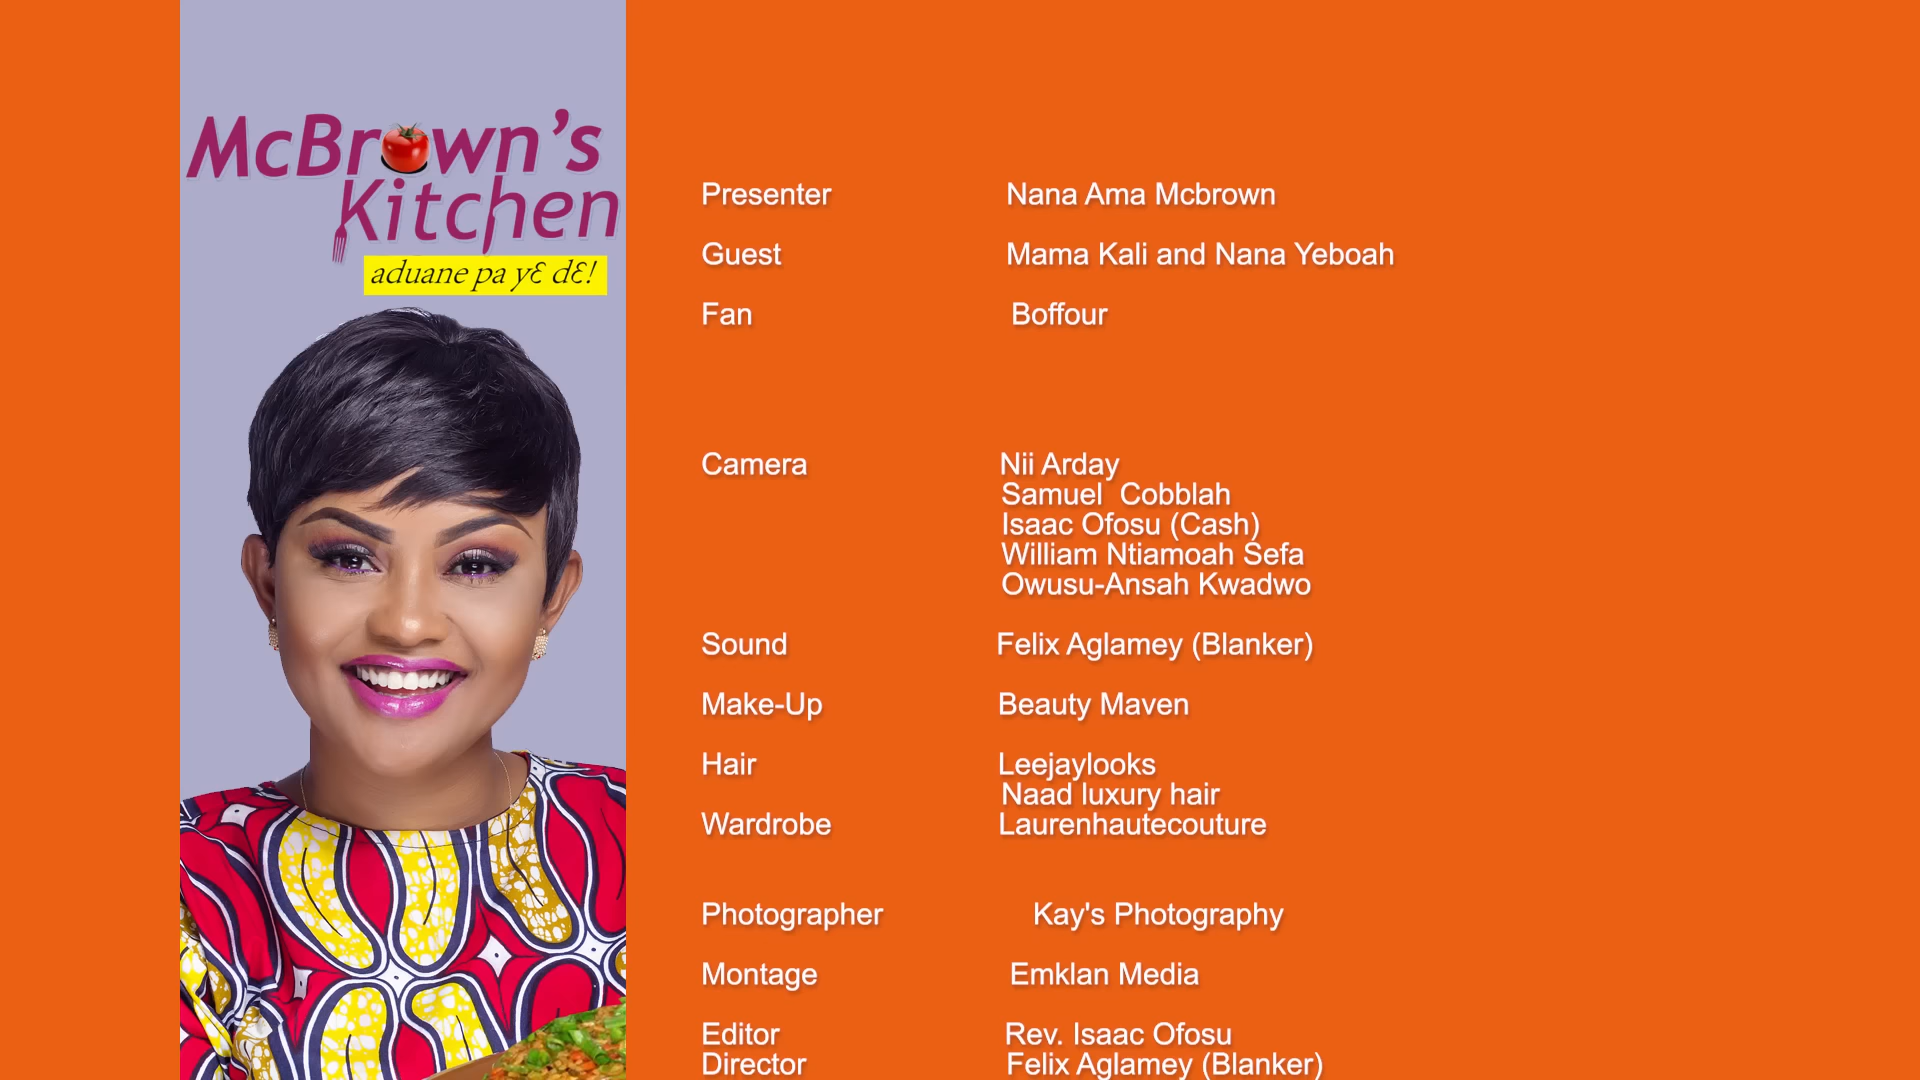 McBrown's
Kitchen
aduane pa yɛ dɛ!
Presenter Nana Ama Mcbrown
Guest Mama Kali and Nana Yeboah
Fan Boffour
Camera Nii Arday
Samuel Cobblah
Isaac Ofosu (Cash)
William Ntiamoah Sefa
Owusu-Ansah Kwadwo
Sound Felix Aglamey (Blanker)
Make-Up Beauty Maven
Hair Leejaylooks
Naad luxury hair
Wardrobe Laurenhautecouture
Photographer Kay's Photography
Montage Emklan Media
Editor Rev. Isaac Ofosu
Director Felix Aglamey (Blanker)